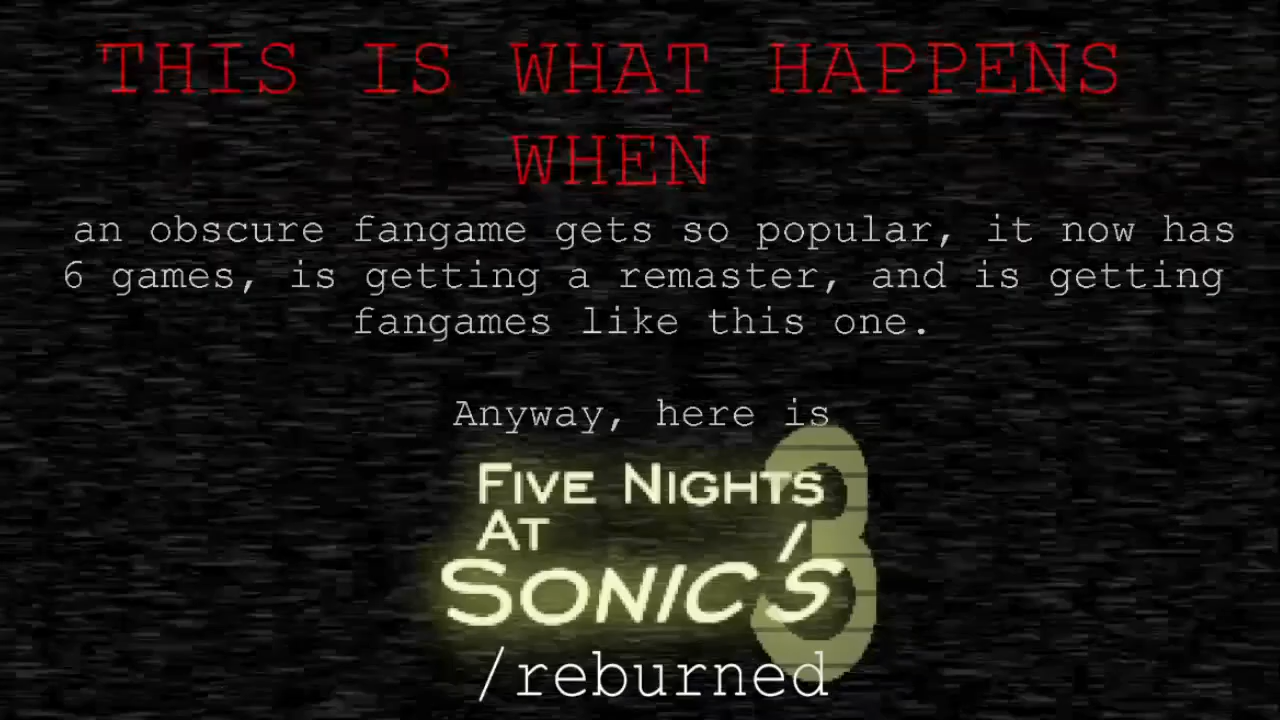 THIS IS WHAT HAPPENS
WHEN
an obscure fangame gets so popular, it now has
6 games, is getting a remaster, and is getting
fangames like this one.
Anyway, here is
FIVE NIGHTS
AT
SONIC'S
3
/reburned